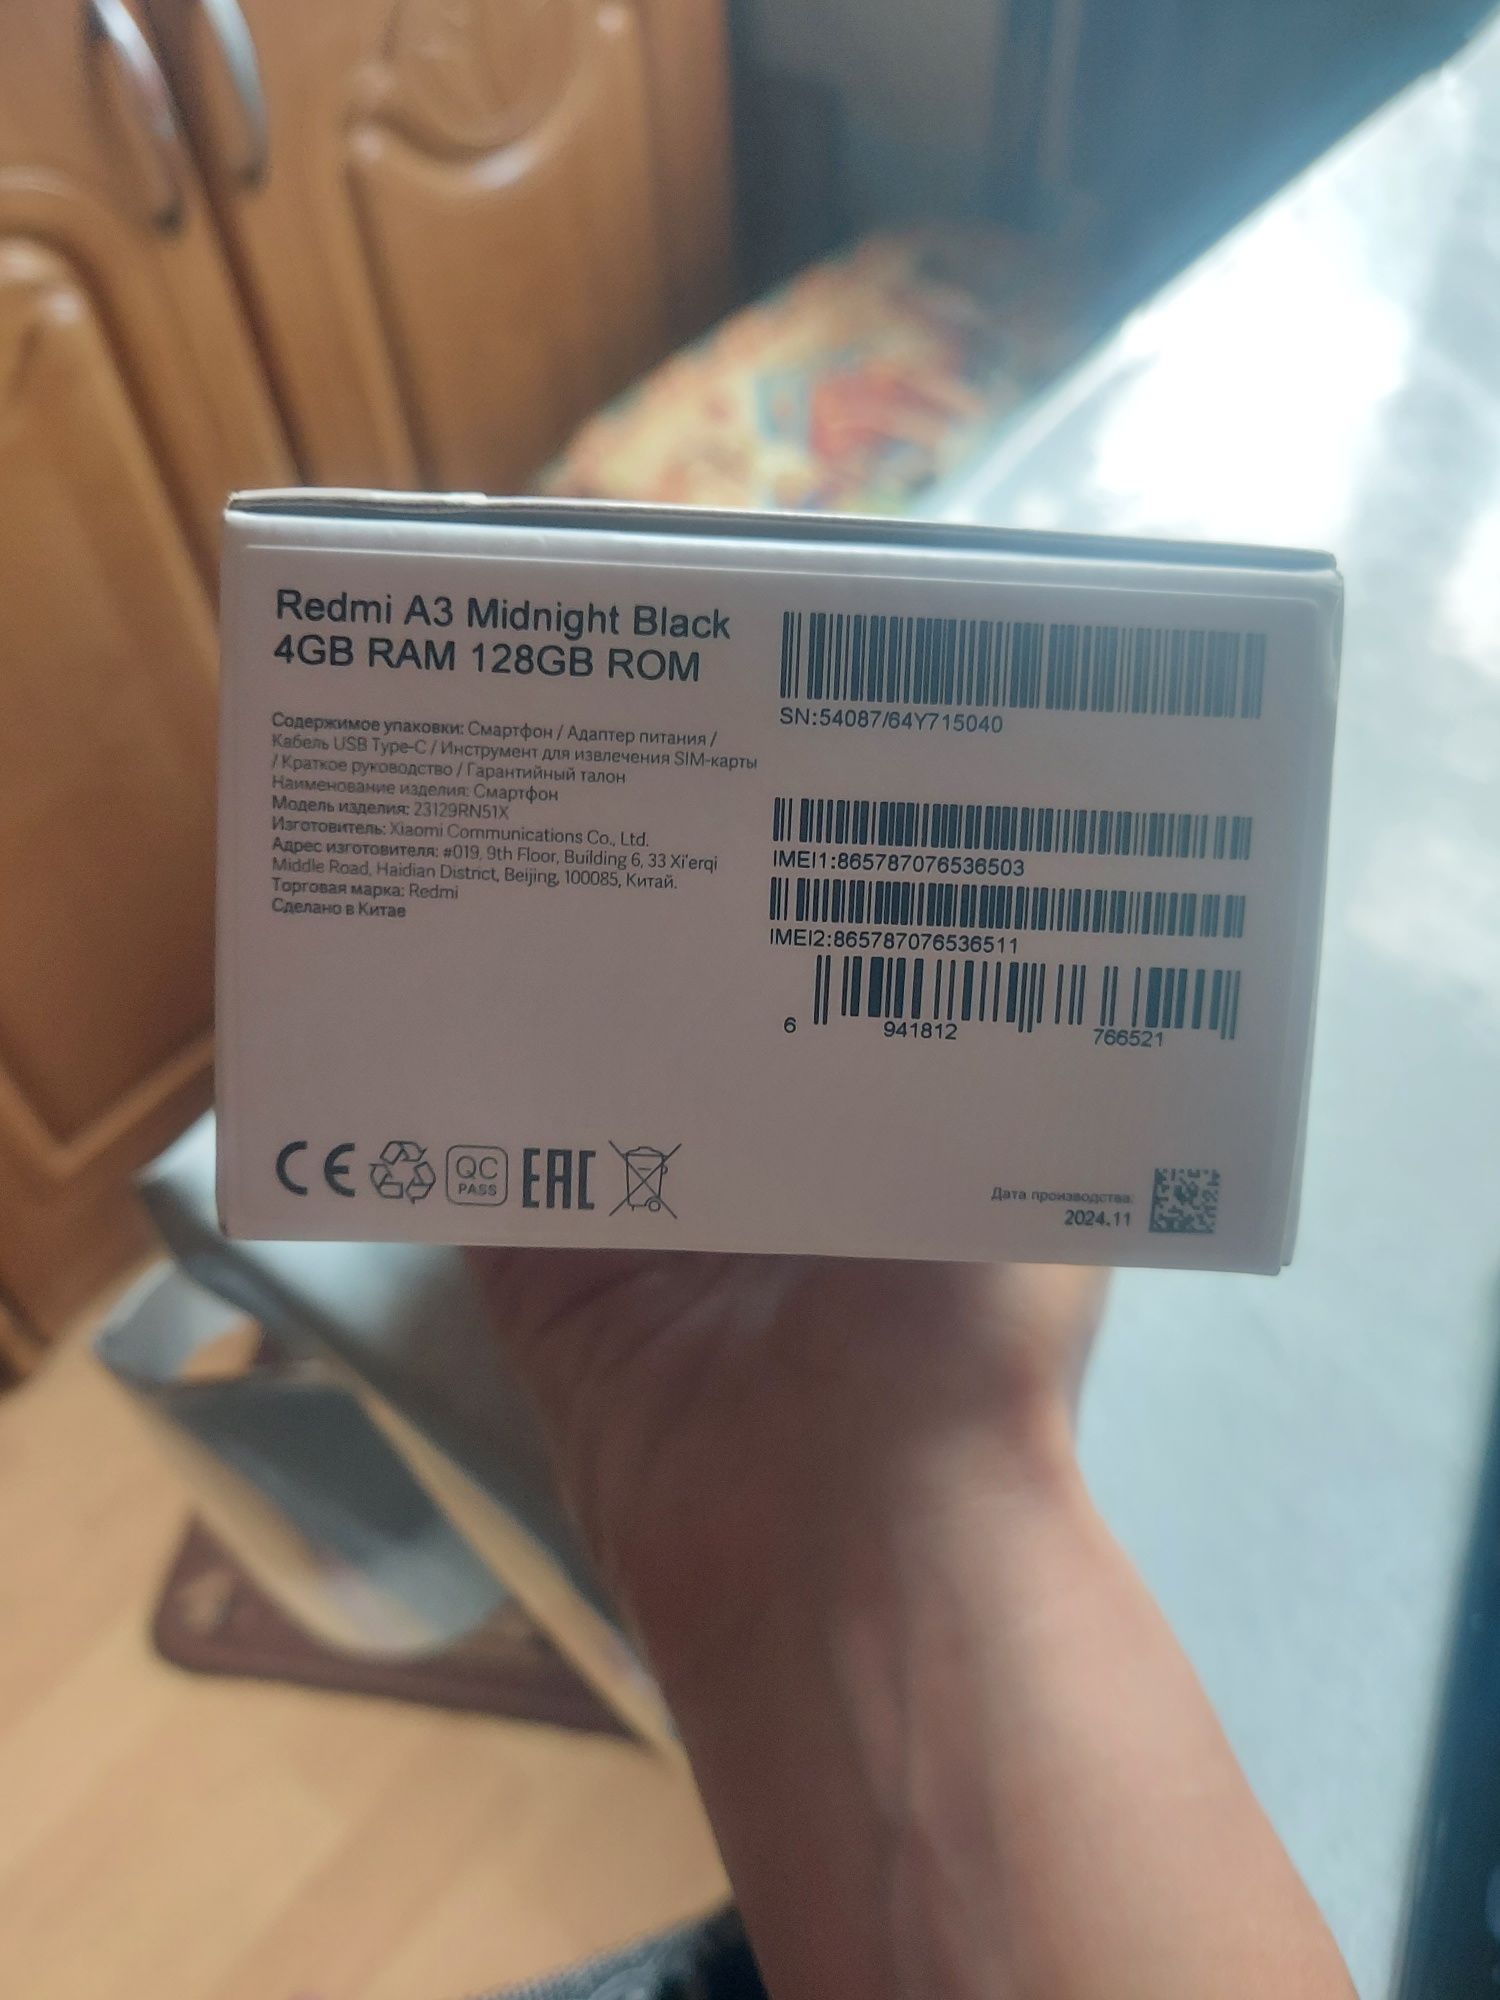 Redmi A3 Midnight Black
4GB RAM 128GB ROM
Содержимое упаковки: Смартфон / Адаптер питания /
Кабель USB Type-C / Инструмент для извлечения SIM-карты
/ Краткое руководство / Гарантийный талон
Наименование изделия: Смартфон
Модель изделия: 23129RN51X
Изготовитель: Xiaomi Communications Co., Ltd.
Адрес изготовителя: #019, 9th Floor, Building 6, 33 Xi'erqi
Middle Road, Haidian District, Beijing, 100085, Китай.
Торговая марка: Redmi
Сделано в Китае
SN:54087/64Y715040
IMEI1:865787076536503
IMEI2:865787076536511
6 941812 766521
CE
QC
PASS
EAC
Дата производства:
2024.11